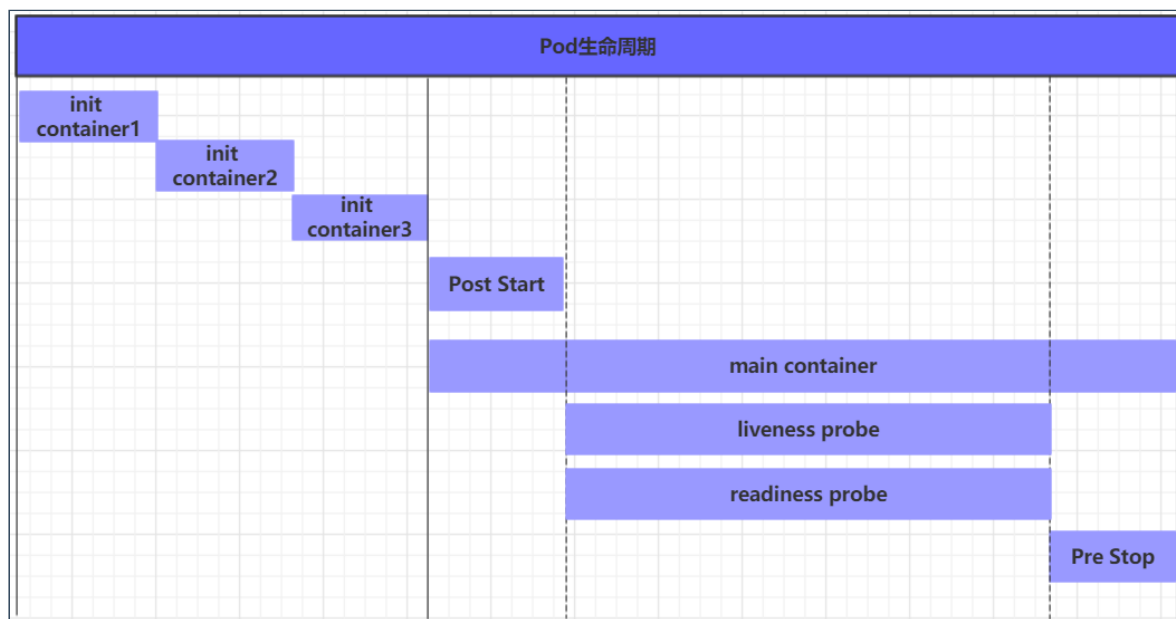 Pod生命周期
init
container1
init
container2
init
container3
Post Start
main container
liveness probe
readiness probe
Pre Stop